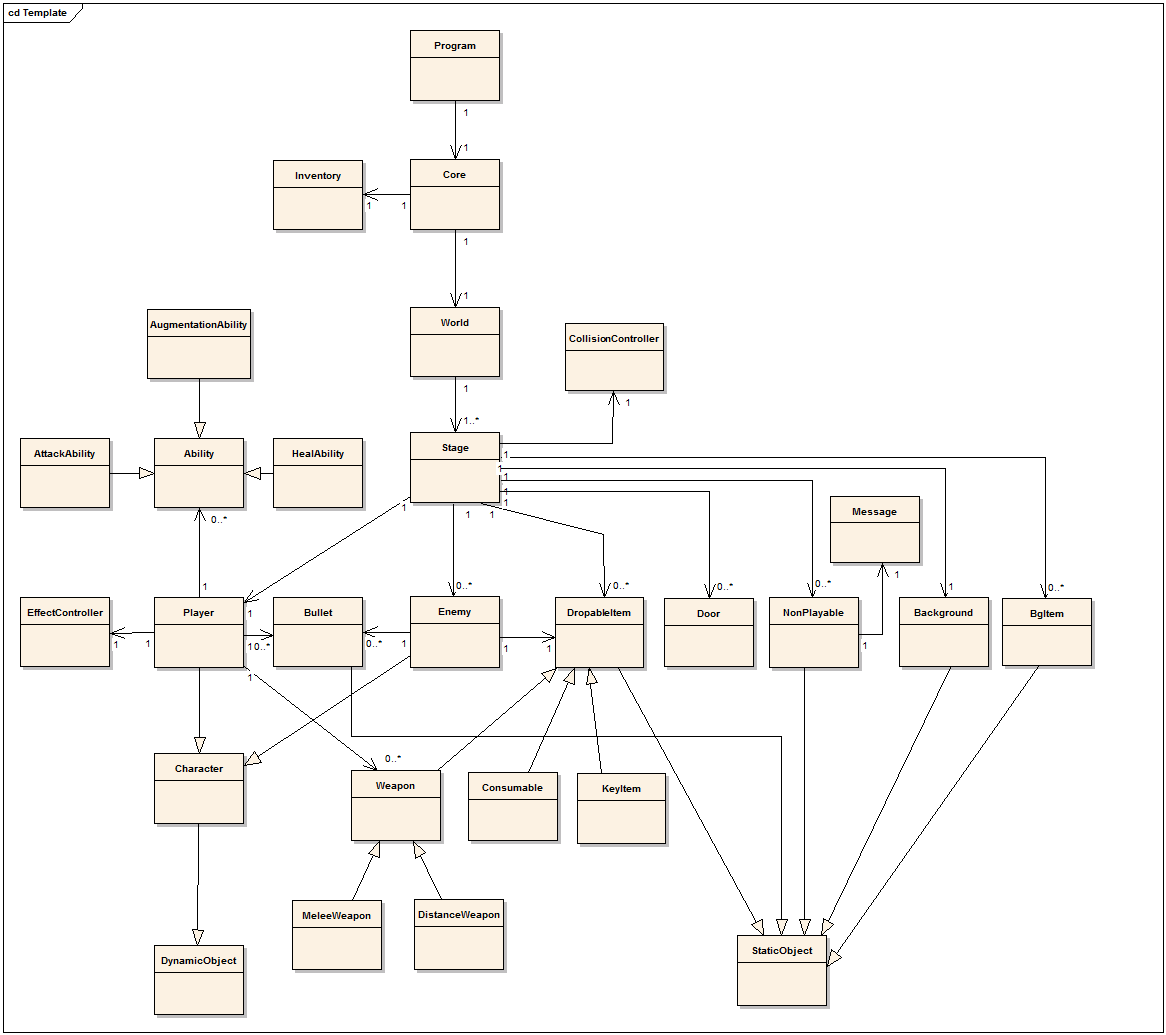 cd Template
Program
1
1
Inventory
Core
1
1
1
1
AugmentationAbility
World
CollisionController
1
1
1..*
AttackAbility
Ability
HealAbility
Stage
1
1
1
1
1
1
1
1
1
Message
0..*
1
1
0..*
0..*
0..*
0..*
1
0..*
EffectController
Player
Bullet
Enemy
DropableItem
Door
NonPlayable
Background
BgItem
1
1
1
1
0..*
0..*
1
1
1
1
1
Character
0..*
Weapon
Consumable
KeyItem
MeleeWeapon
DistanceWeapon
DynamicObject
StaticObject